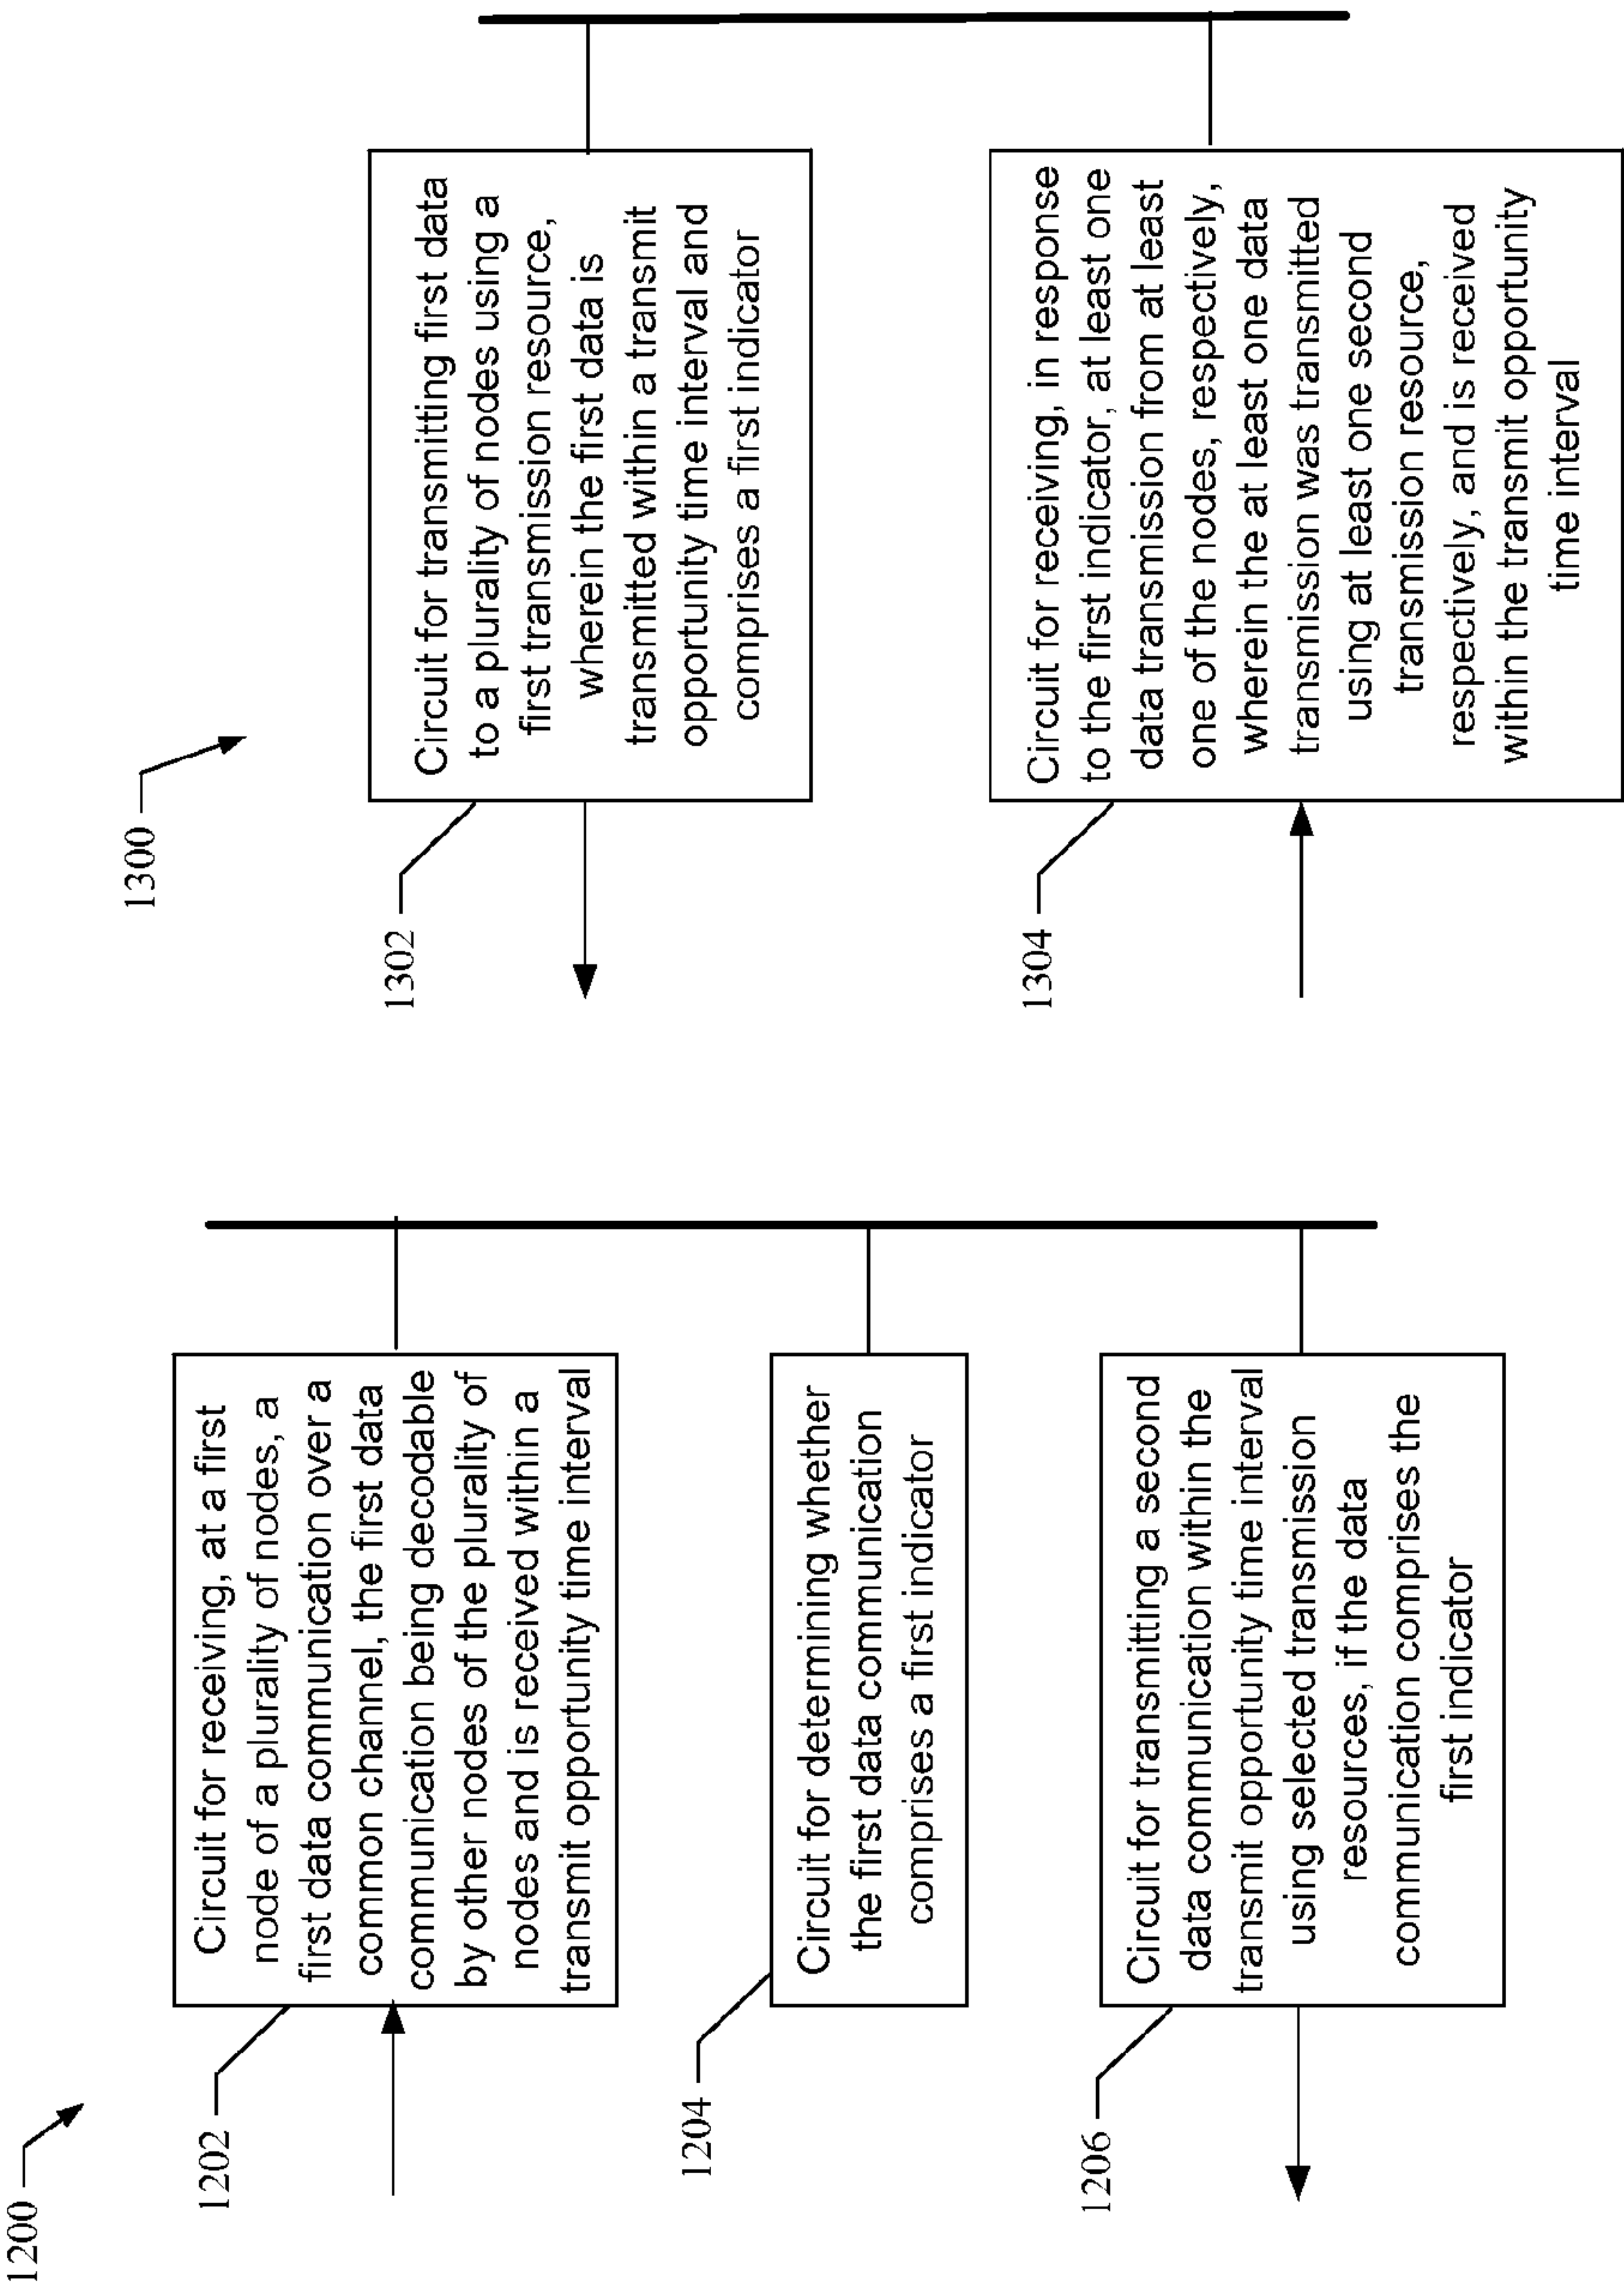 1200
1202
Circuit for receiving, at a first
node of a plurality of nodes, a
first data communication over a
common channel, the first data
communication being decodable
by other nodes of the plurality of
nodes and is received within a
transmit opportunity time interval
1204
Circuit for determining whether
the first data communication
comprises a first indicator
1206
Circuit for transmitting a second
data communication within the
transmit opportunity time interval
using selected transmission
resources, if the data
communication comprises the
first indicator
1300
1302
Circuit for transmitting first data
to a plurality of nodes using a
first transmission resource,
wherein the first data is
transmitted within a transmit
opportunity time interval and
comprises a first indicator
1304
Circuit for receiving, in response
to the first indicator, at least one
data transmission from at least
one of the nodes, respectively,
wherein the at least one data
transmission was transmitted
using at least one second
transmission resource,
respectively, and is received
within the transmit opportunity
time interval